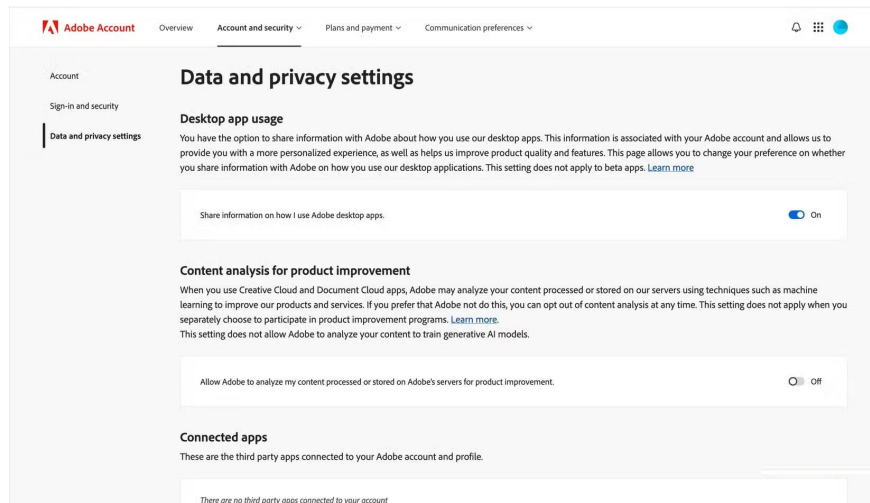 Adobe Account
Overview
Account and security
Plans and payment
Communication preferences
Account
Sign-in and security
Data and privacy settings
Data and privacy settings
Desktop app usage
You have the option to share information with Adobe about how you use our desktop apps. This information is associated with your Adobe account and allows us to
provide you with a more personalized experience, as well as helps us improve product quality and features. This page allows you to change your preference on whether
you share information with Adobe on how you use our desktop applications. This setting does not apply to beta apps. Learn more
Share information on how I use Adobe desktop apps.
On
Content analysis for product improvement
When you use Creative Cloud and Document Cloud apps, Adobe may analyze your content processed or stored on our servers using techniques such as machine
learning to improve our products and services. If you prefer that Adobe not do this, you can opt out of content analysis at any time. This setting does not apply when you
separately choose to participate in product improvement programs. Learn more.
This setting does not allow Adobe to analyze your content to train generative AI models.
Allow Adobe to analyze my content processed or stored on Adobe's servers for product improvement.
Off
Connected apps
These are the third party apps connected to your Adobe account and profile.
There are no third party apps connected to your account